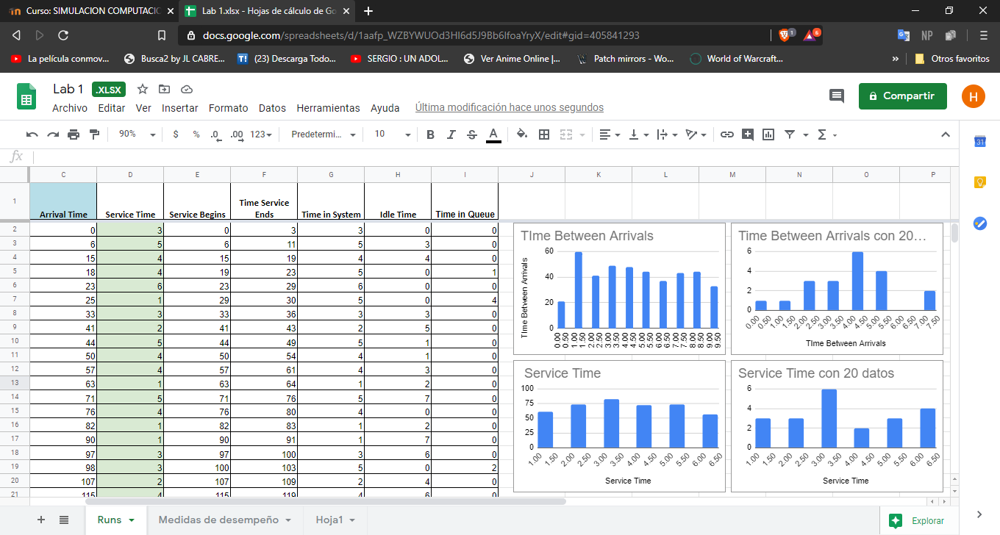 Curso: SIMULACION COMPUTACIO
Lab 1.xlsx - Hojas de cálculo de Go
docs.google.com/spreadsheets/d/1aafp_WZBYWUOd3Hl6d5J9Bb6lfoaYryX/edit#gid=405841293
1
6
NP
La película conmov...
Busca2 by JL CABRE...
T!
(23) Descarga Todo...
SERGIO : UN ADOL...
Ver Anime Online |...
Patch mirrors - Wo...
World of Warcraft...
»
Otros favoritos
Lab 1 .XLSX
Compartir
H
Archivo Editar Ver Insertar Formato Datos Herramientas Ayuda
Última modificación hace unos segundos
90% $ % .0 .00 123 Predetermi... 10 B I S A Σ
31
fx
C D E F G H I J K L M N O P
1 Arrival Time Service Time Service Begins Time Service Ends Time in System Idle Time Time in Queue
2 0 3 0 3 3 0 0
3 6 5 6 11 5 3 0
4 15 4 15 19 4 4 0
5 18 4 19 23 5 0 1
6 23 6 23 29 6 0 0
7 25 1 29 30 5 0 4
8 33 3 33 36 3 3 0
9 41 2 41 43 2 5 0
10 44 5 44 49 5 1 0
11 50 4 50 54 4 1 0
12 57 4 57 61 4 3 0
13 63 1 63 64 1 2 0
14 71 5 71 76 5 7 0
15 76 4 76 80 4 0 0
16 82 1 82 83 1 2 0
17 90 1 90 91 1 7 0
18 97 3 97 100 3 6 0
19 98 3 100 103 5 0 2
20 107 2 107 109 2 4 0
21 115 4 115 119 4 6 0
TIme Between Arrivals
TIme Between Arrivals
60
40
20
0
0.00 0.50 1.00 1.50 2.00 2.50 3.00 3.50 4.00 4.50 5.00 5.50 6.00 6.50 7.00 7.50 8.00 8.50 9.00 9.50
TIme Between Arrivals con 20…
6
4
2
0
0.00 0.50 1.00 1.50 2.00 2.50 3.00 3.50 4.00 4.50 5.00 5.50 6.00 6.50 7.00 7.50
TIme Between Arrivals
Service Time
100
75
50
25
0
1.00 1.50 2.00 2.50 3.00 3.50 4.00 4.50 5.00 5.50 6.00 6.50
Service Time
Service Time con 20 datos
6
4
2
0
1.00 1.50 2.00 2.50 3.00 3.50 4.00 4.50 5.00 5.50 6.00 6.50
Service Time
Runs
Medidas de desempeño
Hoja1
Explorar